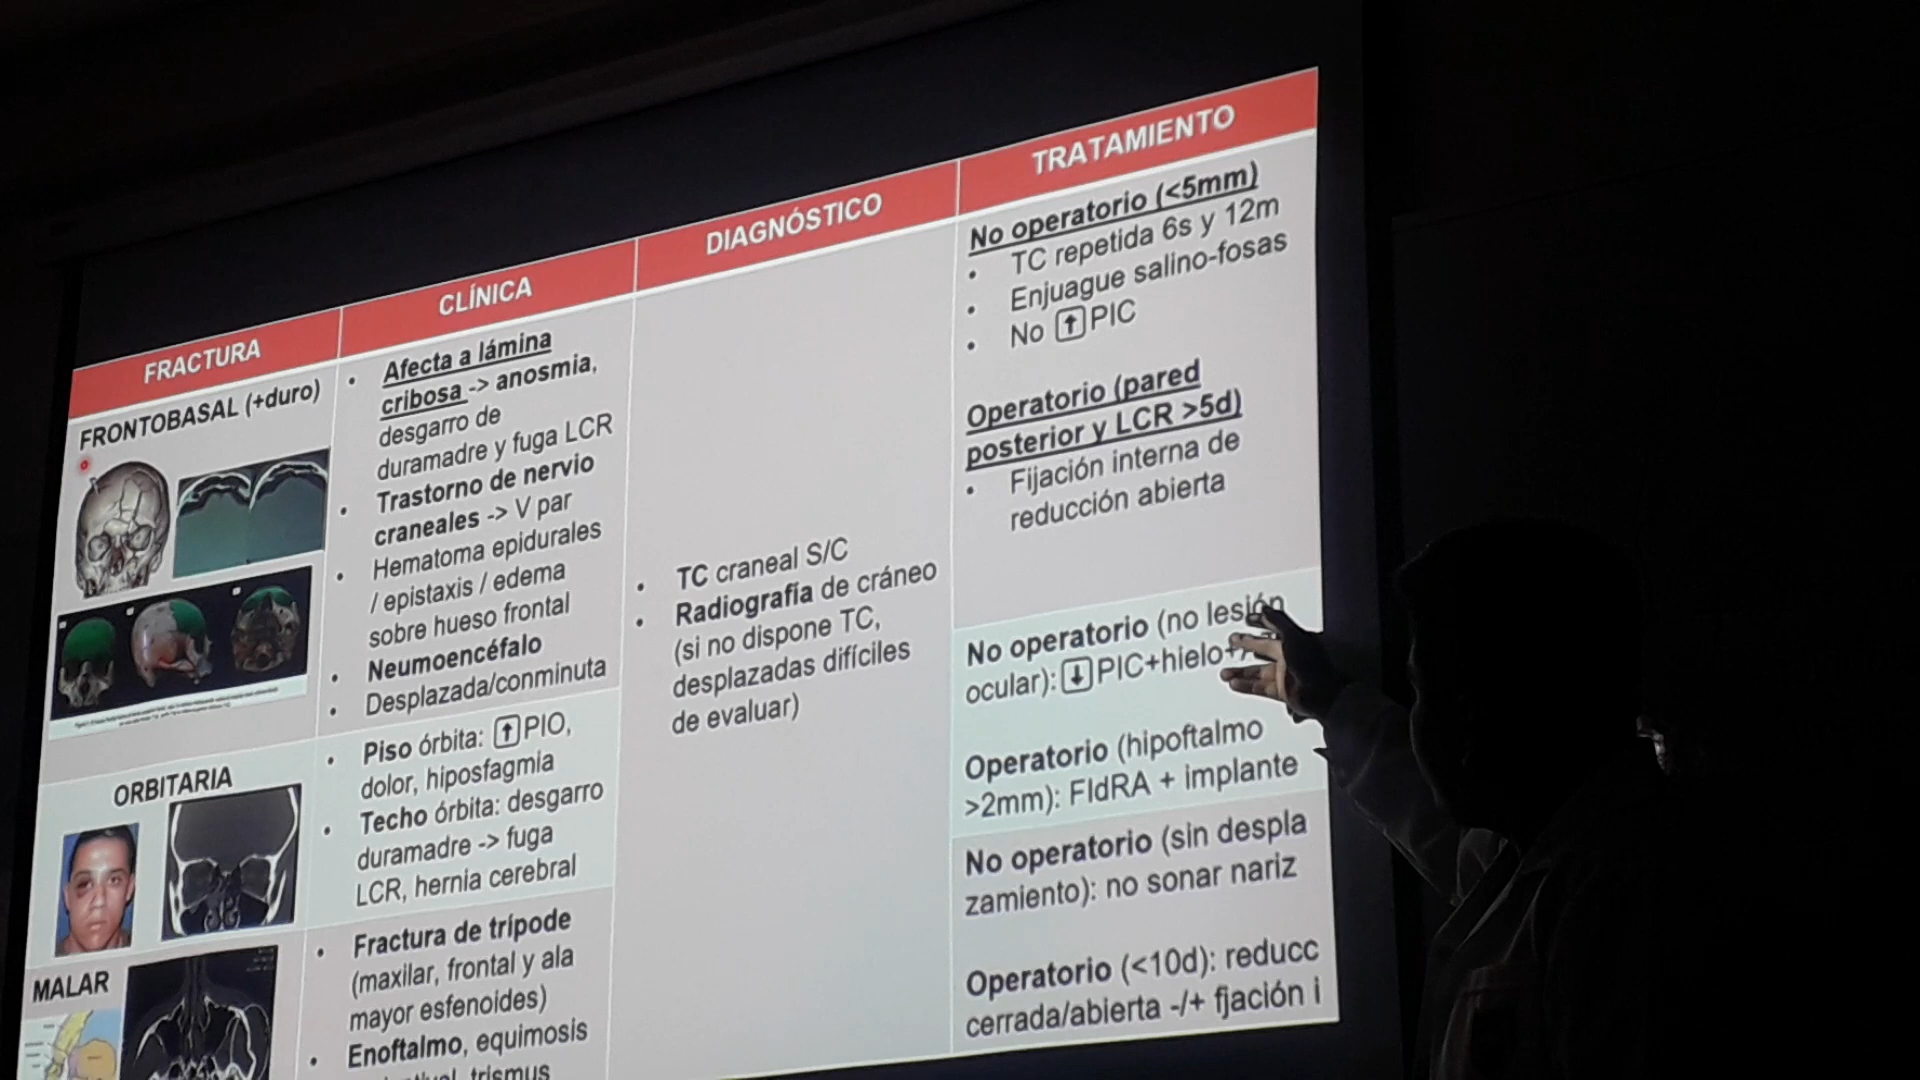 FRACTURA
CLÍNICA
DIAGNÓSTICO
TRATAMIENTO
FRONTOBASAL (+duro)
• Afecta a lámina
cribosa -> anosmia,
desgarro de
duramadre y fuga LCR
• Trastorno de nervio
craneales -> V par
• Hematoma epidurales
/ epistaxis / edema
sobre hueso frontal
• Neumoencéfalo
• Desplazada/conminuta
• TC craneal S/C
• Radiografía de cráneo
(si no dispone TC,
desplazadas difíciles
de evaluar)
No operatorio (<5mm)
• TC repetida 6s y 12m
• Enjuague salino-fosas
• No ↑PIC
Operatorio (pared
posterior y LCR >5d)
• Fijación interna de
reducción abierta
ORBITARIA
• Piso órbita: ↑PIO,
dolor, hiposfagmia
• Techo órbita: desgarro
duramadre -> fuga
LCR, hernia cerebral
No operatorio (no lesión
ocular): ↓PIC+hielo+
Operatorio (hipoftalmo
>2mm): FIdRA + implante
MALAR
• Fractura de trípode
(maxilar, frontal y ala
mayor esfenoides)
• Enoftalmo, equimosis
trismus
No operatorio (sin despla
zamiento): no sonar nariz
Operatorio (<10d): reducc
cerrada/abierta -/+ fjación i